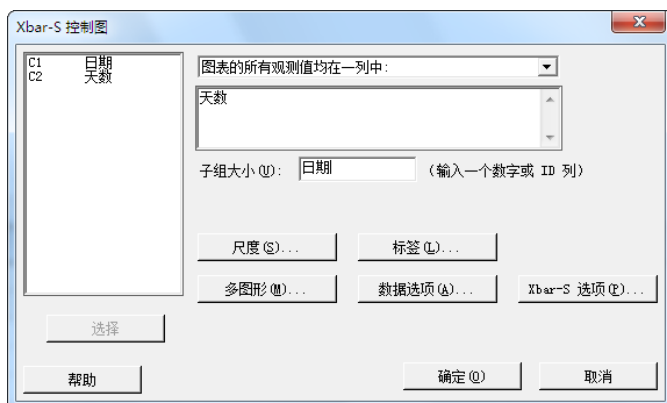 Xbar-S 控制图
C1 日期
C2 天数
图表的所有观测值均在一列中:
天数
子组大小(U): 日期 (输入一个数字或 ID 列)
尺度(S)... 标签(L)...
多图形(M)... 数据选项(A)... Xbar-S 选项(P)...
选择
帮助 确定(O) 取消